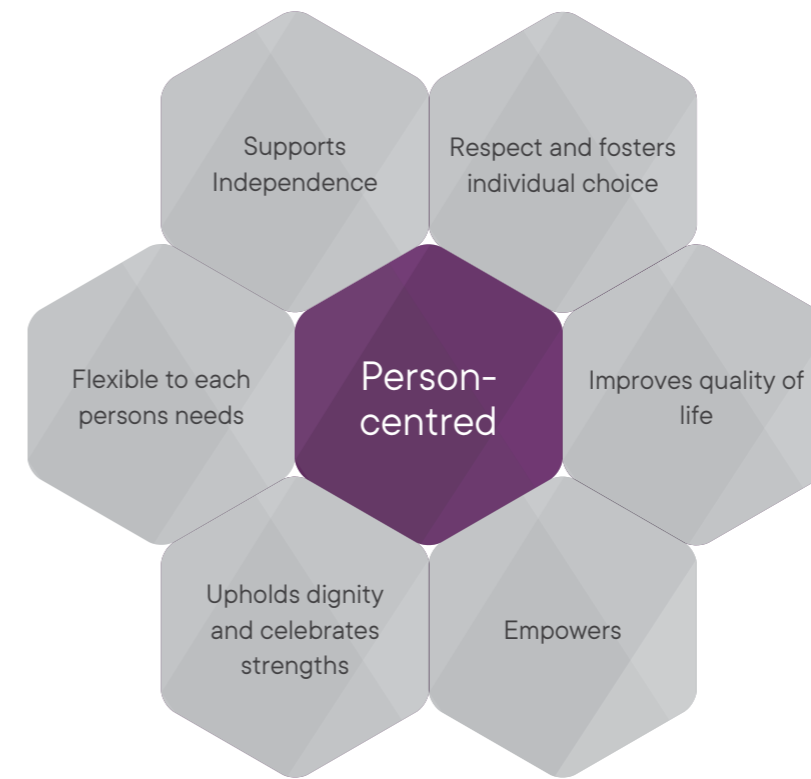 Supports
Independence
Respect and fosters
individual choice
Flexible to each
persons needs
Person-
centred
Improves quality of
life
Upholds dignity
and celebrates
strengths
Empowers